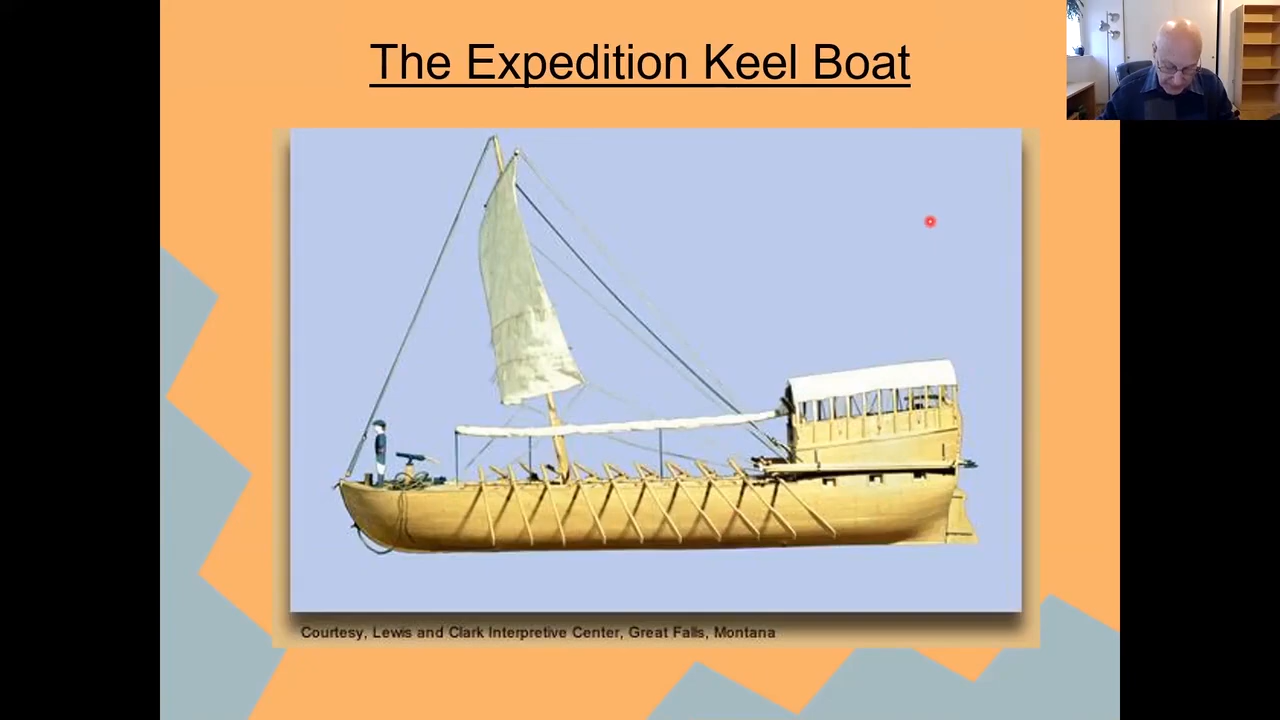 The Expedition Keel Boat
Courtesy, Lewis and Clark Interpretive Center, Great Falls, Montana